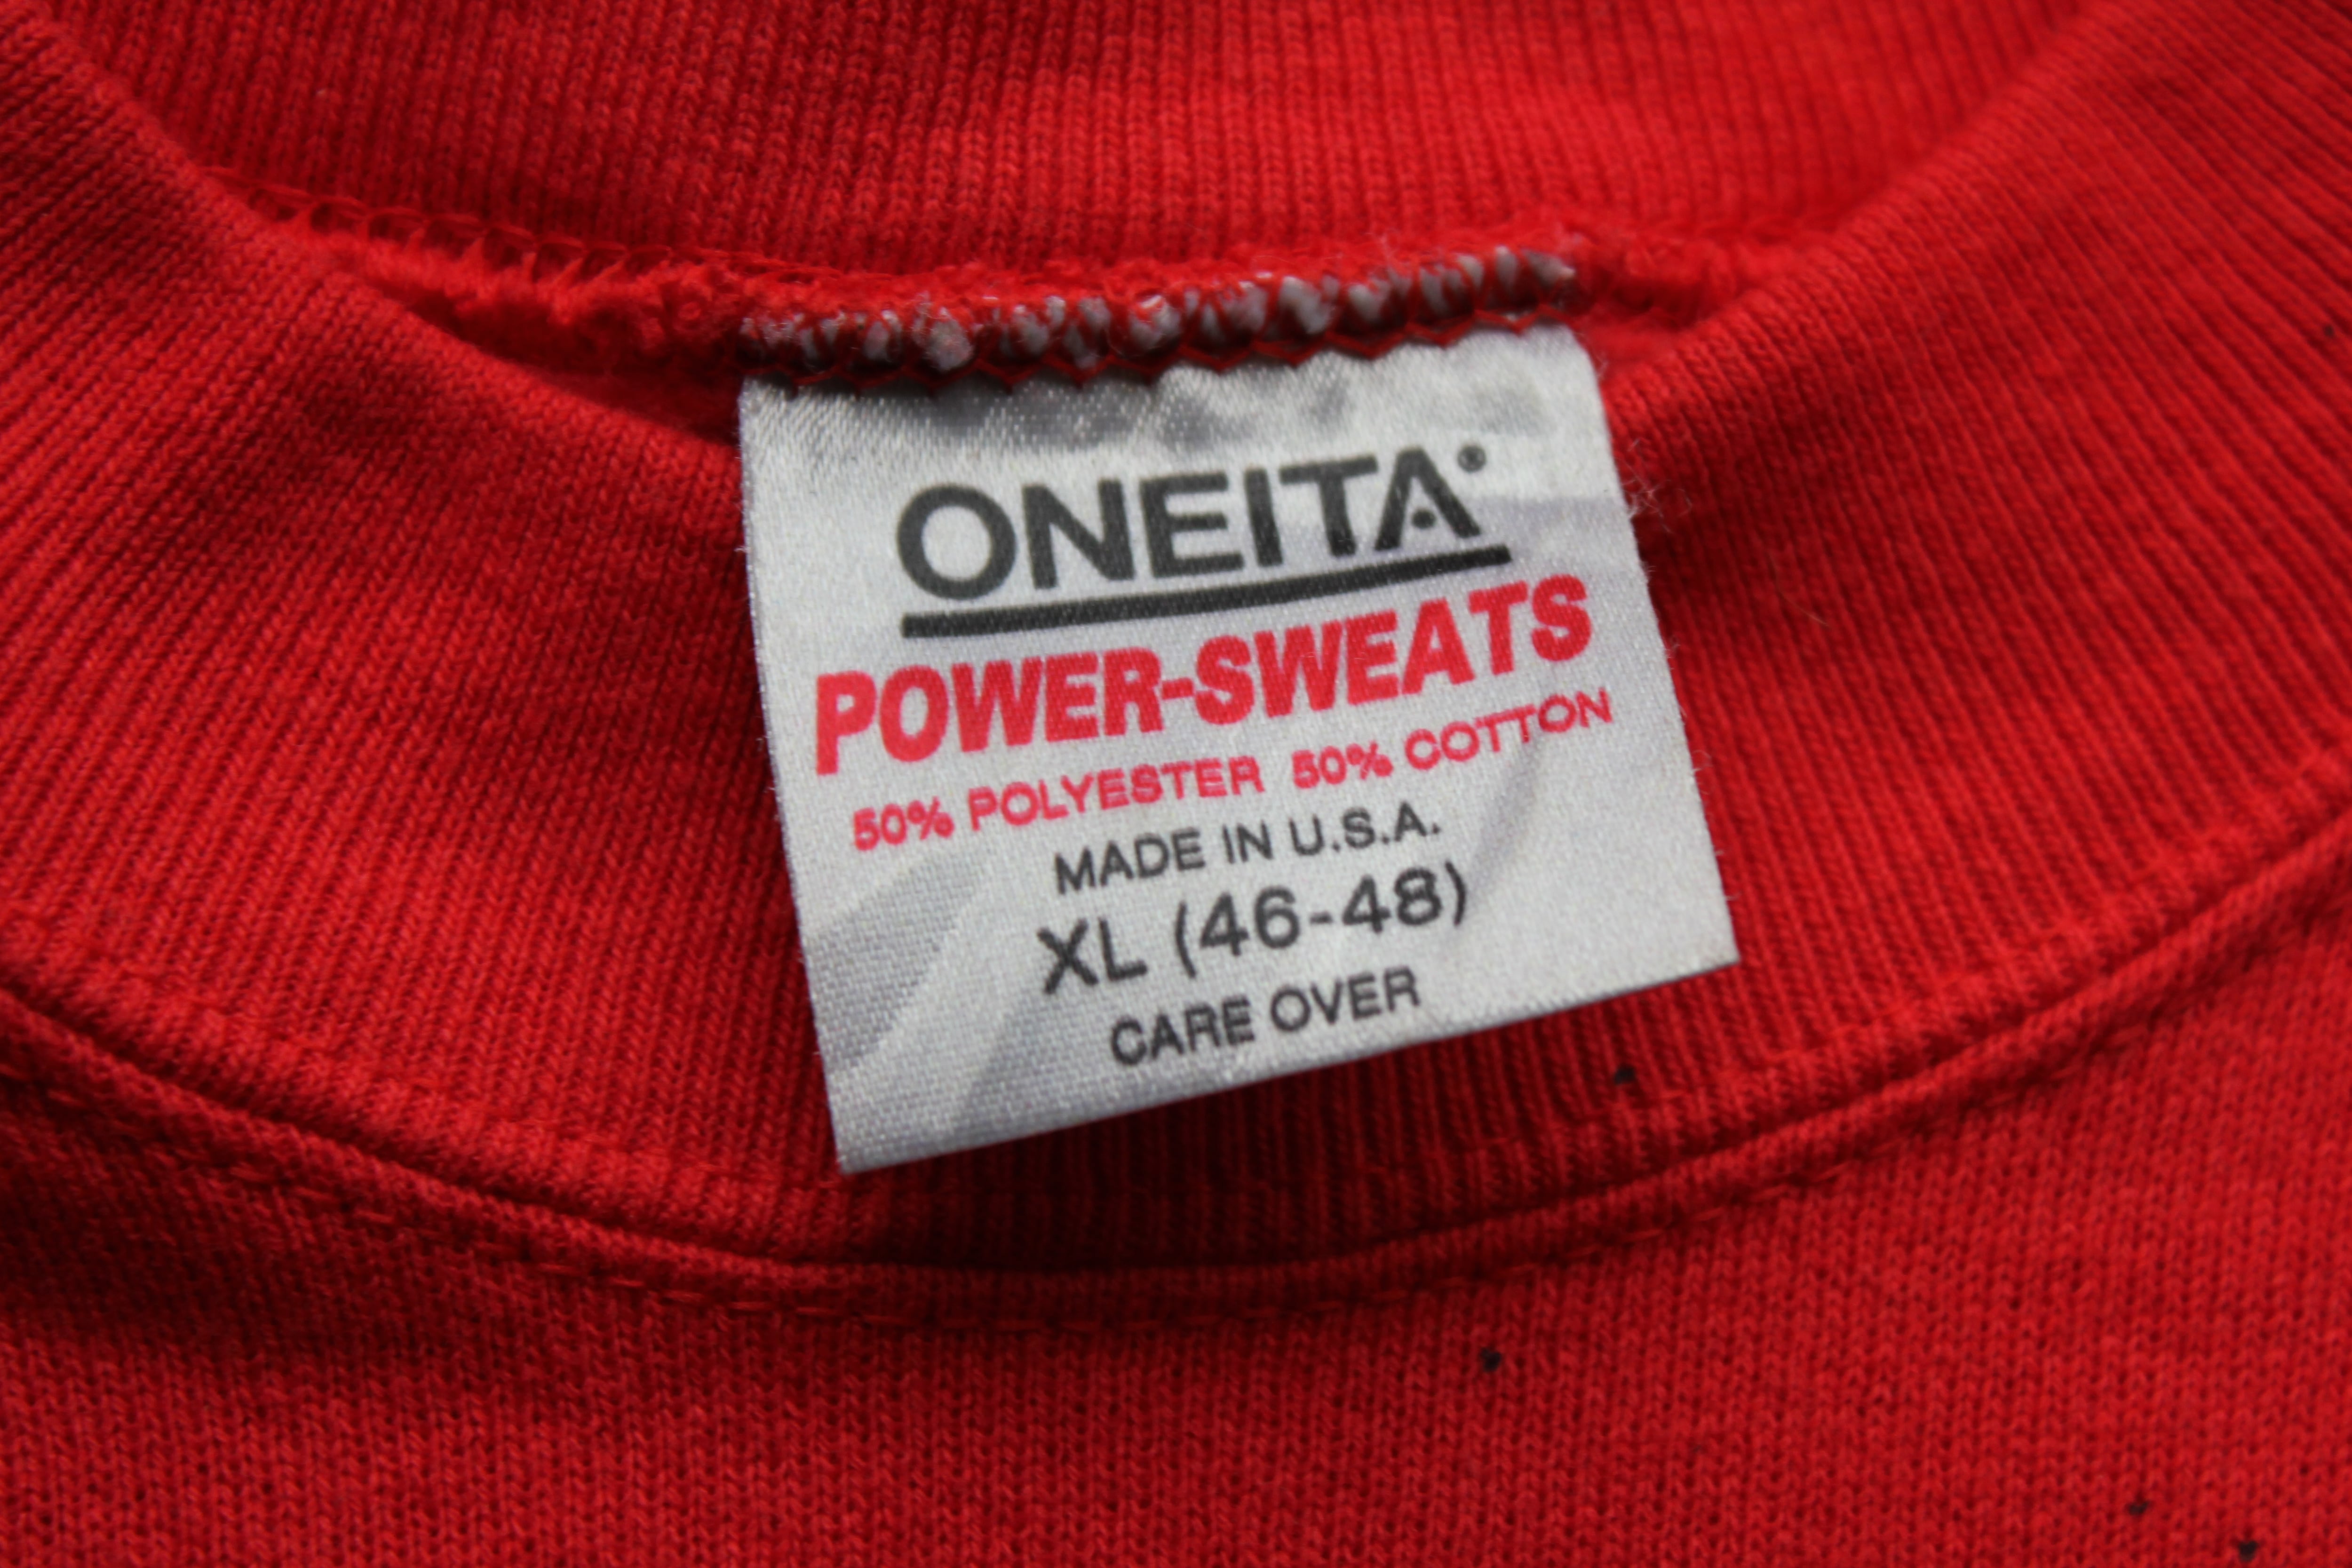 ONEITA®
POWER-SWEATS
50% POLYESTER 50% COTTON
MADE IN U.S.A.
XL (46-48)
CARE OVER